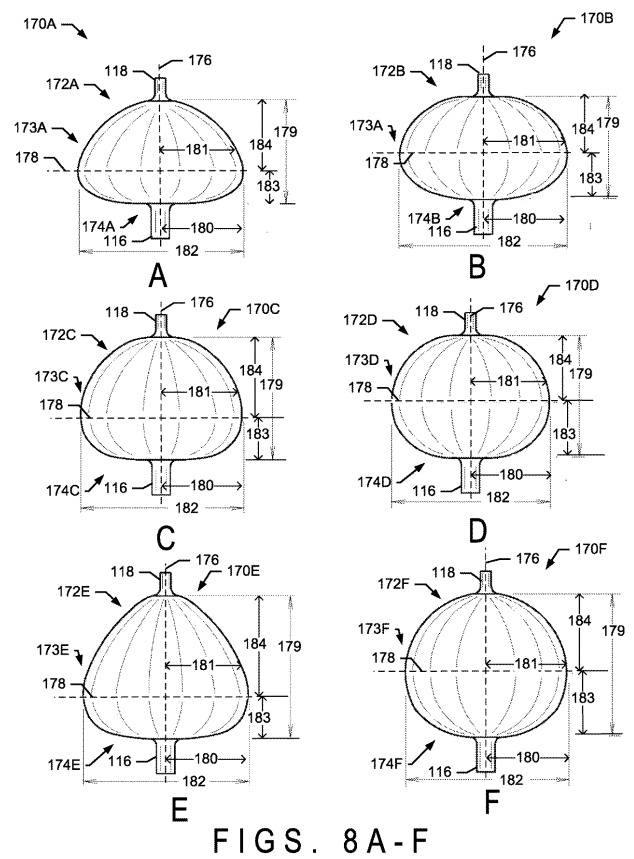 170A
176
118
172A
173A
178
181
184
179
183
174A
116
180
182
A
170B
176
118
172B
173A
178
181
184
179
183
174B
116
180
182
B
176
170C
118
172C
173C
178
181
184
179
183
174C
116
180
182
C
170D
118
176
172D
173D
178
181
184
179
183
174D
116
180
182
D
176
118
170E
172E
173E
178
181
184
179
183
174E
116
180
182
E
176
170F
118
172F
173F
178
181
184
179
183
174F
116
180
182
F
FIGS. 8A-F